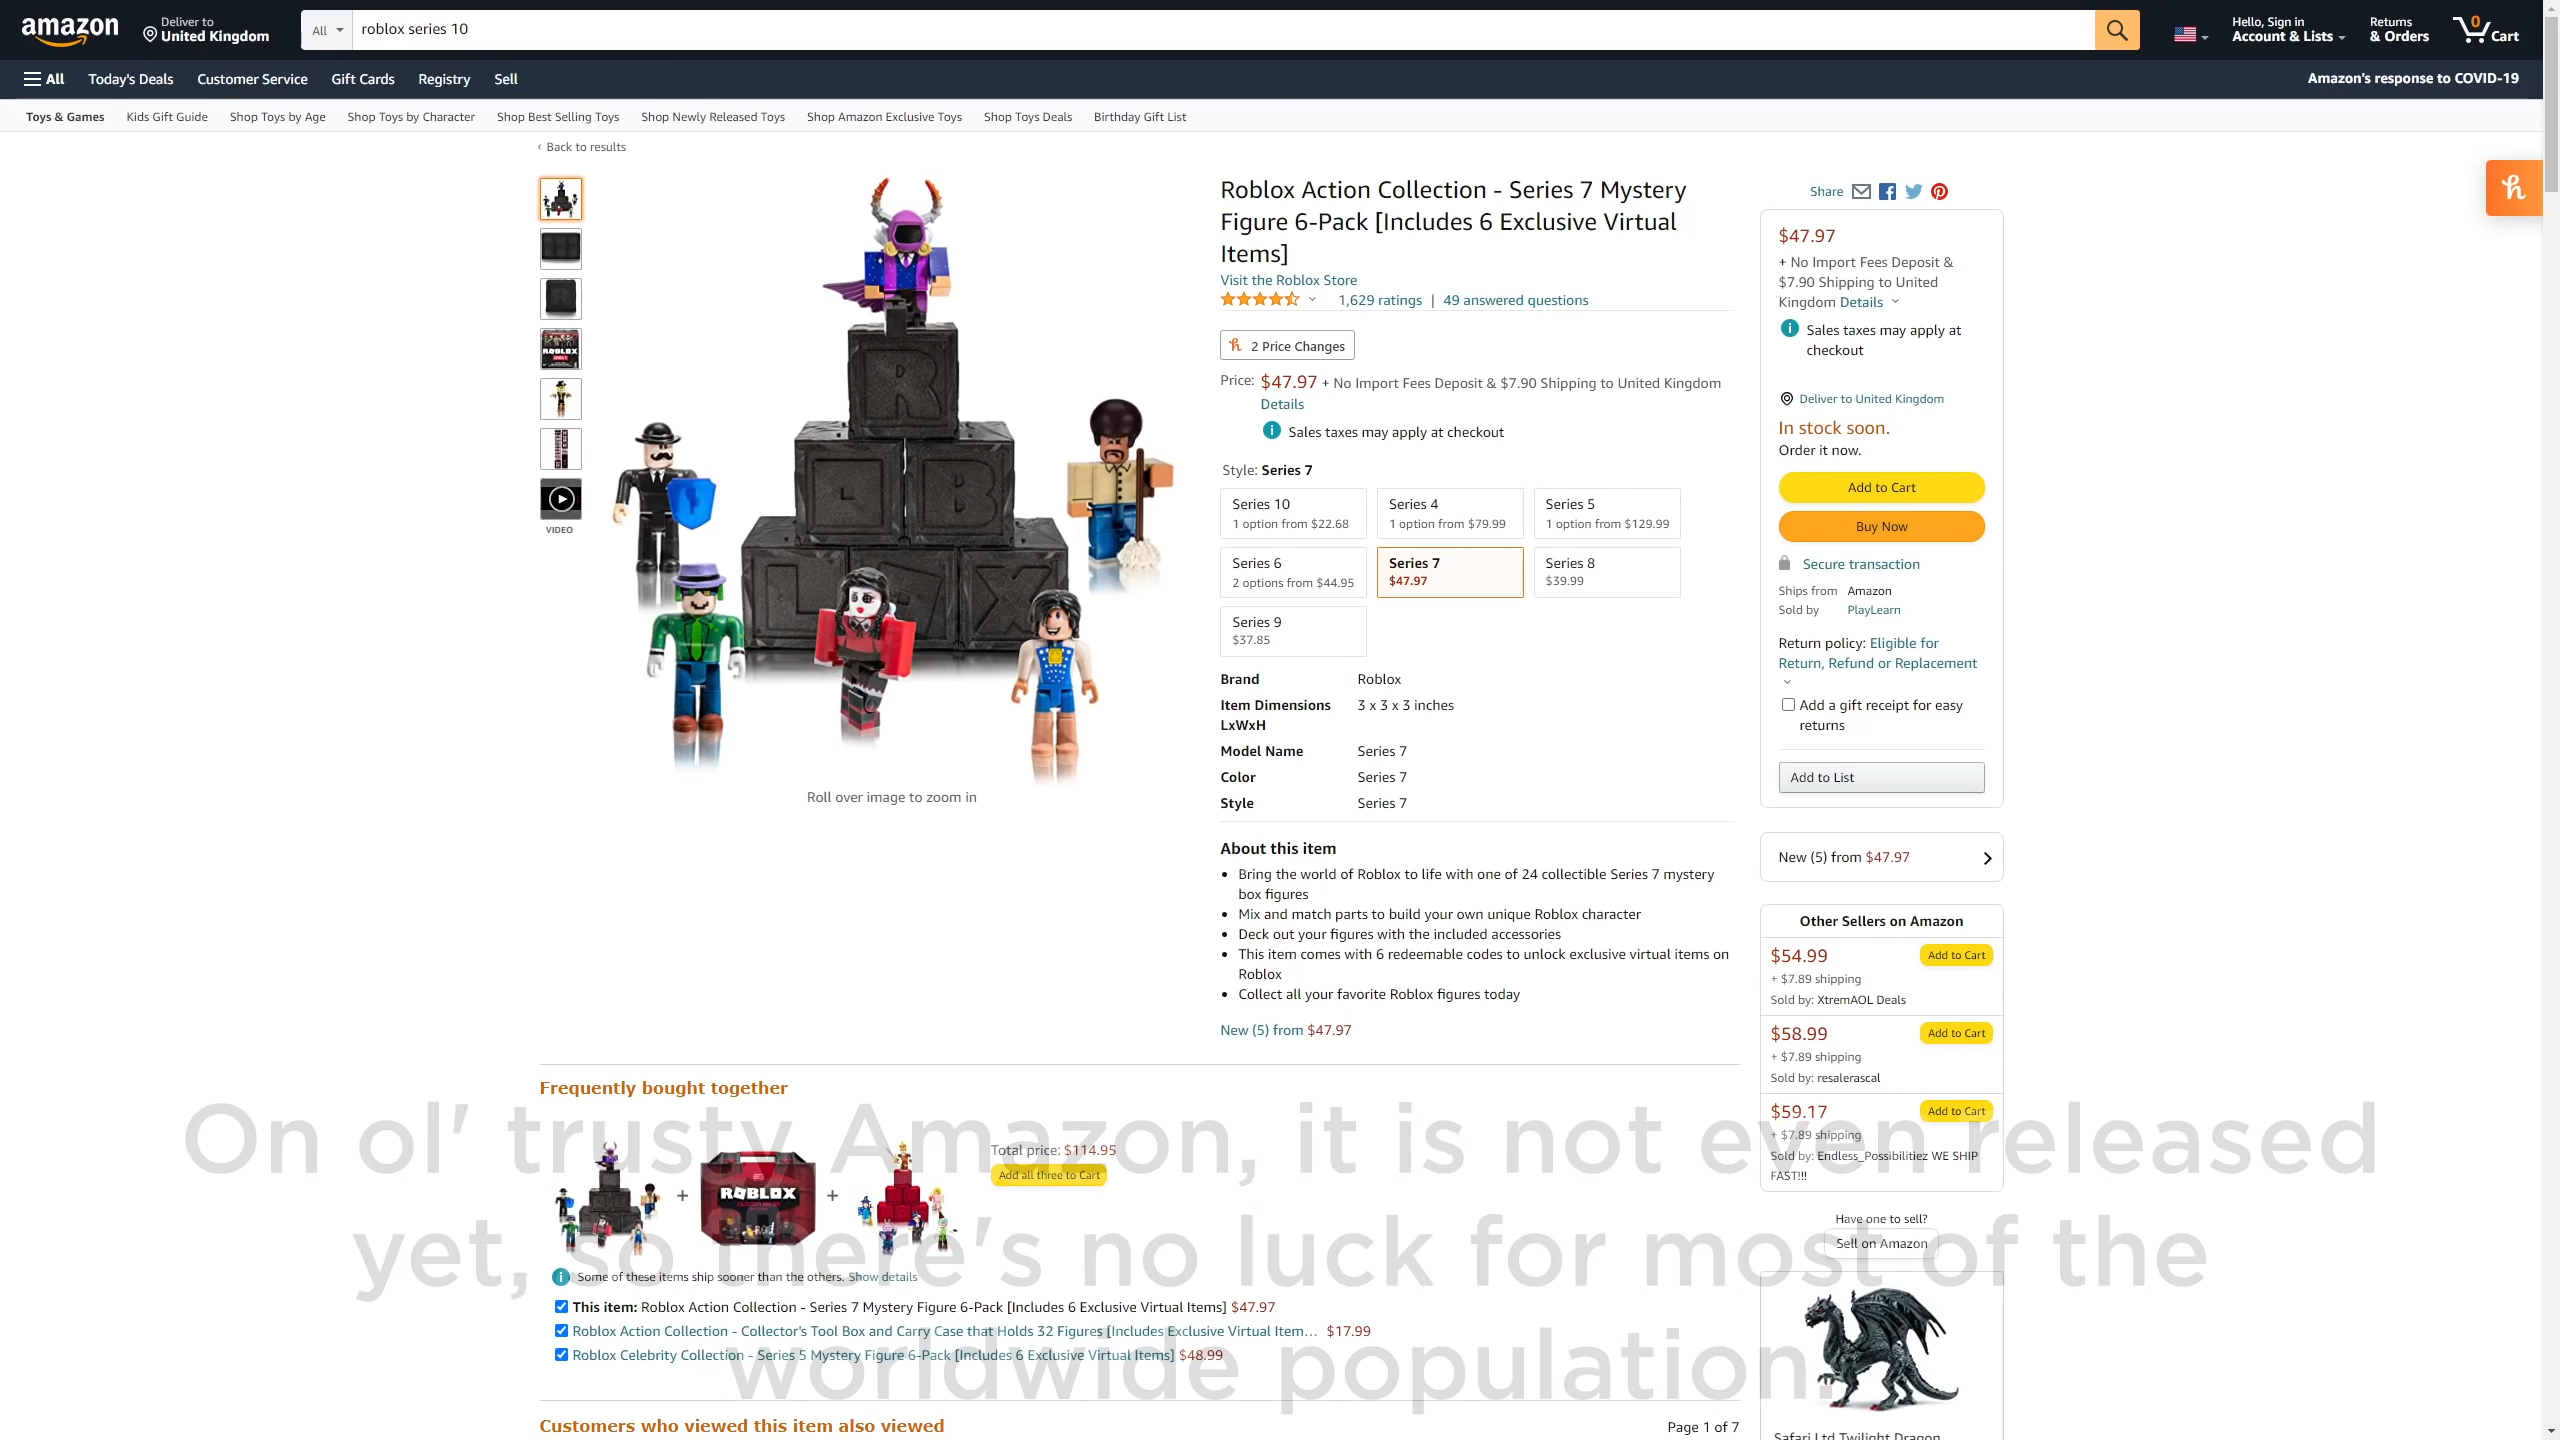 amazon
Deliver to
United Kingdom
All
roblox series 10
Hello, Sign in
Account & Lists
Returns
& Orders
0
Cart
All
Today's Deals
Customer Service
Gift Cards
Registry
Sell
Amazon's response to COVID-19
Toys & Games
Kids Gift Guide
Shop Toys by Age
Shop Toys by Character
Shop Best Selling Toys
Shop Newly Released Toys
Shop Amazon Exclusive Toys
Shop Toys Deals
Birthday Gift List
‹ Back to results
ROBLOX
VIDEO
R
O B
L O X
Roll over image to zoom in
Roblox Action Collection - Series 7 Mystery
Figure 6-Pack [Includes 6 Exclusive Virtual
Items]
Visit the Roblox Store
1,629 ratings | 49 answered questions
2 Price Changes
Price: $47.97 + No Import Fees Deposit & $7.90 Shipping to United Kingdom
Details
Sales taxes may apply at checkout
Style: Series 7
Series 10
1 option from $22.68
Series 4
1 option from $79.99
Series 5
1 option from $129.99
Series 6
2 options from $44.95
Series 7
$47.97
Series 8
$39.99
Series 9
$37.85
Brand Roblox
Item Dimensions 3 x 3 x 3 inches
LxWxH
Model Name Series 7
Color Series 7
Style Series 7
About this item
• Bring the world of Roblox to life with one of 24 collectible Series 7 mystery
box figures
• Mix and match parts to build your own unique Roblox character
• Deck out your figures with the included accessories
• This item comes with 6 redeemable codes to unlock exclusive virtual items on
Roblox
• Collect all your favorite Roblox figures today
New (5) from $47.97
Share
h
$47.97
+ No Import Fees Deposit &
$7.90 Shipping to United
Kingdom Details
Sales taxes may apply at
checkout
Deliver to United Kingdom
In stock soon.
Order it now.
Add to Cart
Buy Now
Secure transaction
Ships from Amazon
Sold by PlayLearn
Return policy: Eligible for
Return, Refund or Replacement
Add a gift receipt for easy
returns
Add to List
New (5) from $47.97
Other Sellers on Amazon
$54.99
Add to Cart
+ $7.89 shipping
Sold by: XtremAOL Deals
$58.99
Add to Cart
+ $7.89 shipping
Sold by: resalerascal
$59.17
Add to Cart
+ $7.89 shipping
Sold by: Endless_Possibilitiez WE SHIP
FAST!!!
Have one to sell?
Sell on Amazon
Safari Ltd Twilight Dragon
Frequently bought together
+
ROBLOX
+
Total price: $114.95
Add all three to Cart
Some of these items ship sooner than the others. Show details
This item: Roblox Action Collection - Series 7 Mystery Figure 6-Pack [Includes 6 Exclusive Virtual Items] $47.97
Roblox Action Collection - Collector's Tool Box and Carry Case that Holds 32 Figures [Includes Exclusive Virtual Item… $17.99
Roblox Celebrity Collection - Series 5 Mystery Figure 6-Pack [Includes 6 Exclusive Virtual Items] $48.99
Customers who viewed this item also viewed
Page 1 of 7
On ol' trusty Amazon, it is not even released
yet, so there's no luck for most of the
worldwide population.